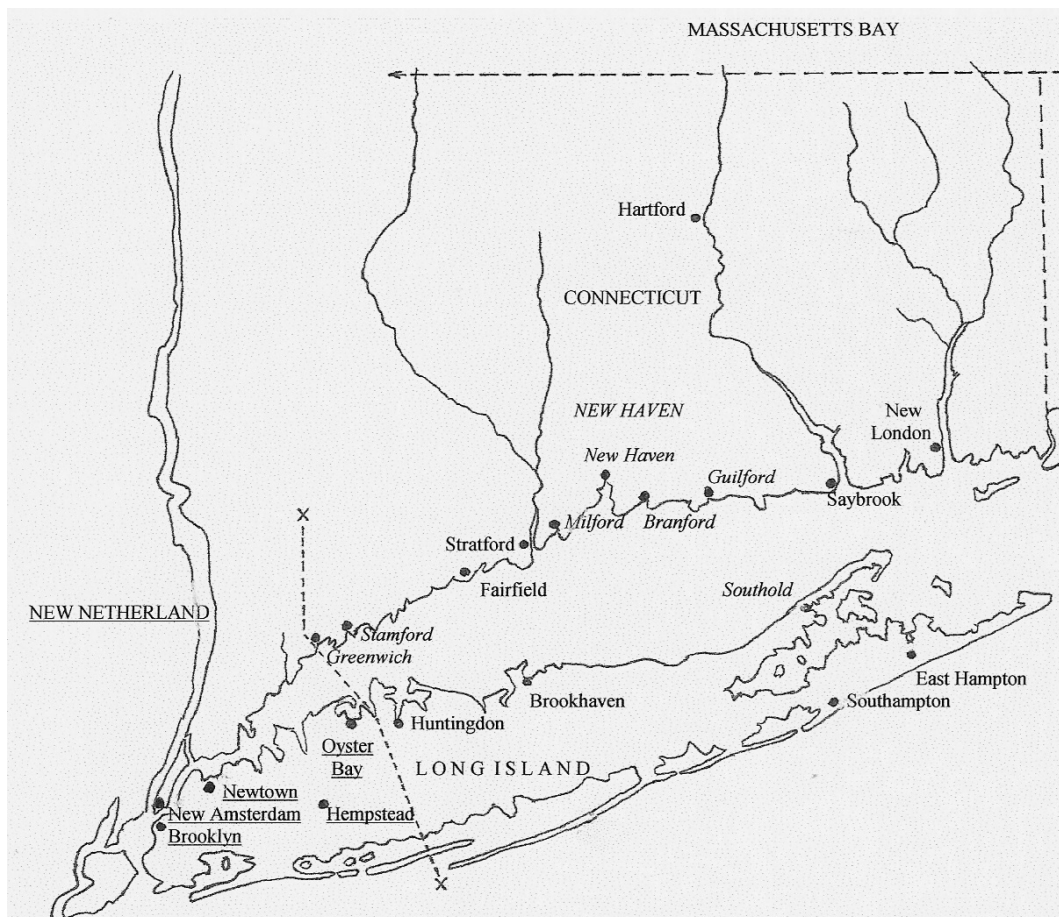 MASSACHUSETTS BAY
Hartford
CONNECTICUT
NEW HAVEN
New
London
New Haven
Guilford
Saybrook
Milford
Branford
X
Stratford
Fairfield
NEW NETHERLAND
Southold
Stamford
Greenwich
East Hampton
Brookhaven
Southampton
Huntingdon
Oyster
Bay
LONG ISLAND
Newtown
New Amsterdam
Hempstead
Brooklyn
X